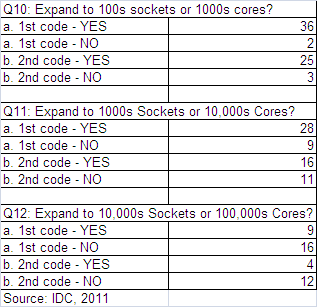 Q10: Expand to 100s sockets or 1000s cores?
a. 1st code - YES 36
a. 1st code - NO 2
b. 2nd code - YES 25
b. 2nd code - NO 3
Q11: Expand to 1000s Sockets or 10,000s Cores?
a. 1st code - YES 28
a. 1st code - NO 9
b. 2nd code - YES 16
b. 2nd code - NO 11
Q12: Expand to 10,000s Sockets or 100,000s Cores?
a. 1st code - YES 9
a. 1st code - NO 16
b. 2nd code - YES 4
b. 2nd code - NO 12
Source: IDC, 2011